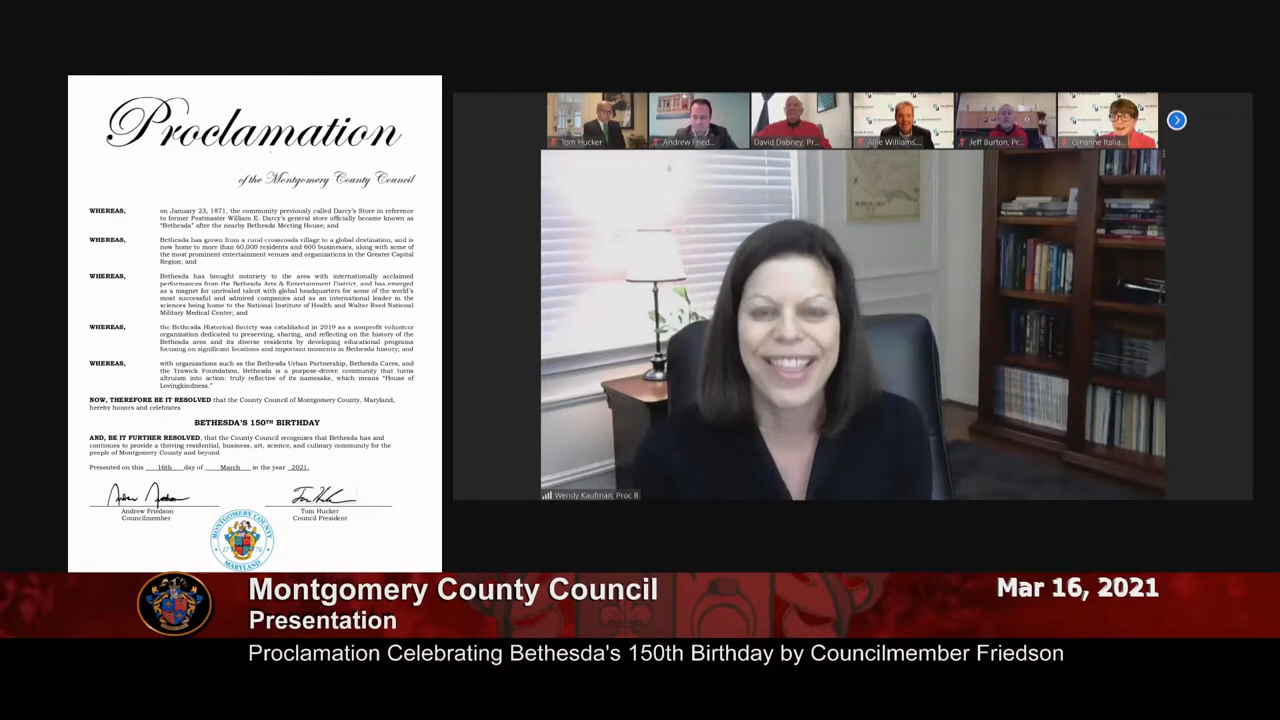 Proclamation
of the Montgomery County Council
WHEREAS, on January 23, 1871, the community previously called Darcy's Store in reference
to former Postmaster William E. Darcy's general store officially became known as
"Bethesda" after the nearby Bethesda Meeting House; and
WHEREAS, Bethesda has grown from a rural crossroads village to a global destination, and is
now home to more than 60,000 residents and 600 businesses, along with some of
the most prominent entertainment venues and organizations in the Greater Capital
Region; and
WHEREAS, Bethesda has brought notoriety to the area with internationally acclaimed
performances from the Bethesda Arts & Entertainment District, and has emerged
as a magnet for unrivaled talent with global headquarters for some of the world's
most successful and admired companies and as an international leader in the
sciences being home to the National Institute of Health and Walter Reed National
Military Medical Center; and
WHEREAS, the Bethesda Historical Society was established in 2019 as a nonprofit volunteer
organization dedicated to preserving, sharing, and reflecting on the history of the
Bethesda area and its diverse residents by developing educational programs
focusing on significant locations and important moments in Bethesda history; and
WHEREAS, with organizations such as the Bethesda Urban Partnership, Bethesda Cares, and
the Trawick Foundation, Bethesda is a purpose-driven community that turns
altruism into action: truly reflective of its namesake, which means "House of
Lovingkindness."
NOW, THEREFORE BE IT RESOLVED that the County Council of Montgomery County, Maryland,
hereby honors and celebrates
BETHESDA'S 150TH BIRTHDAY
AND, BE IT FURTHER RESOLVED, that the County Council recognizes that Bethesda has and
continues to provide a thriving residential, business, art, science, and culinary community for the
people of Montgomery County and beyond
Presented on this 16th day of March in the year 2021.
Andrew Friedson
Councilmember
Tom Hucker
Council President
MONTGOMERY COUNTY
17 76
MARYLAND
Tom Hucker
Andrew Fried...
David Dabney, Pr...
Allie Williams,...
Jeff Burton, Pr...
Ginanne Italia...
Wendy Kaufman, Proc B
Montgomery County Council
Mar 16, 2021
Presentation
Proclamation Celebrating Bethesda's 150th Birthday by Councilmember Friedson